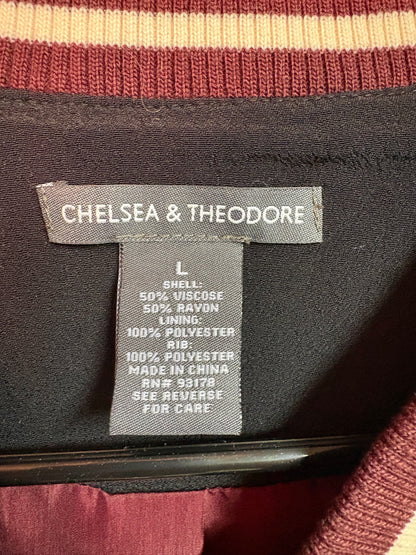 CHELSEA & THEODORE
L
SHELL:
50% VISCOSE
50% RAYON
LINING:
100% POLYESTER
RIB:
100% POLYESTER
MADE IN CHINA
RN# 93178
SEE REVERSE
FOR CARE